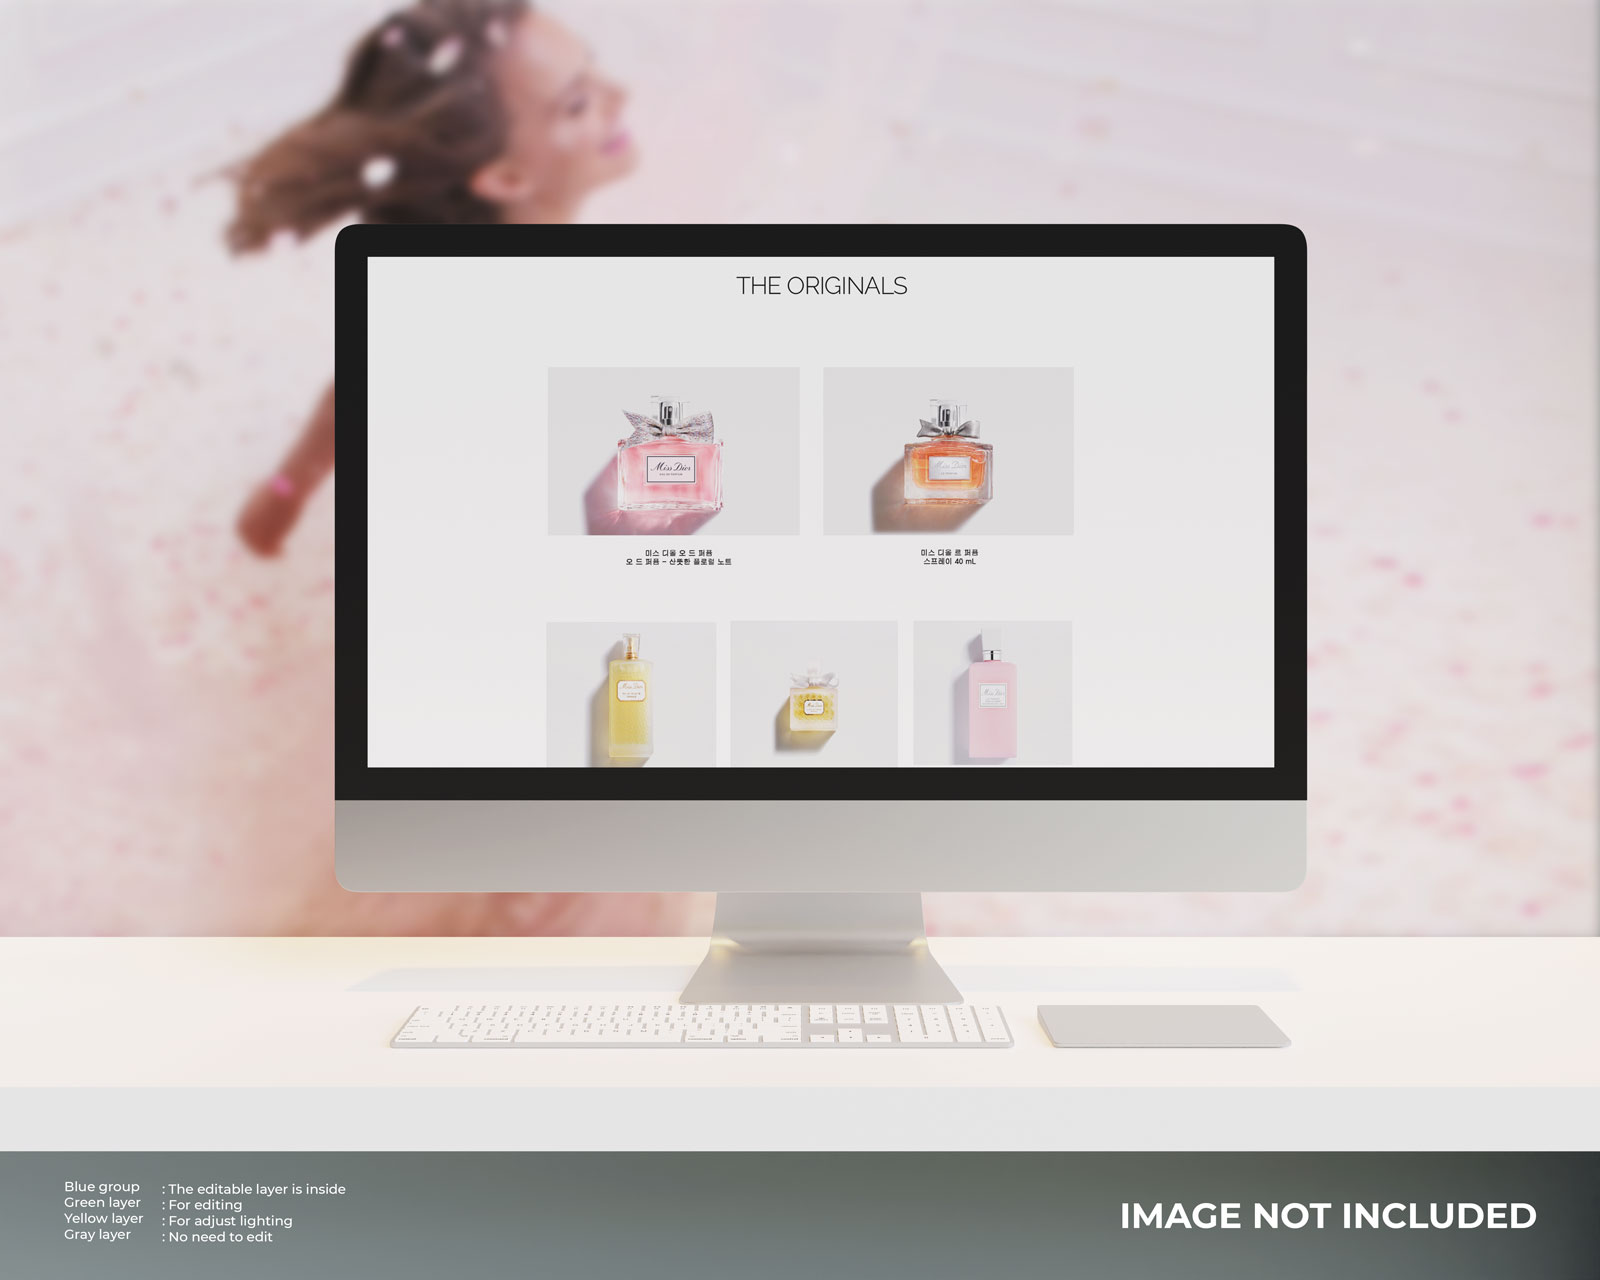 THE ORIGINALS
Miss Dior
EAU DE PARFUM
Miss Dior
미스 디올 오 드 퍼퓸
오 드 퍼퓸 - 산뜻한 플로럴 노트
미스 디올 르 퍼퓸
스프레이 40 mL
Miss Dior
Miss Dior
Miss Dior
Blue group : The editable layer is inside
Green layer : For editing
Yellow layer : For adjust lighting
Gray layer : No need to edit
IMAGE NOT INCLUDED